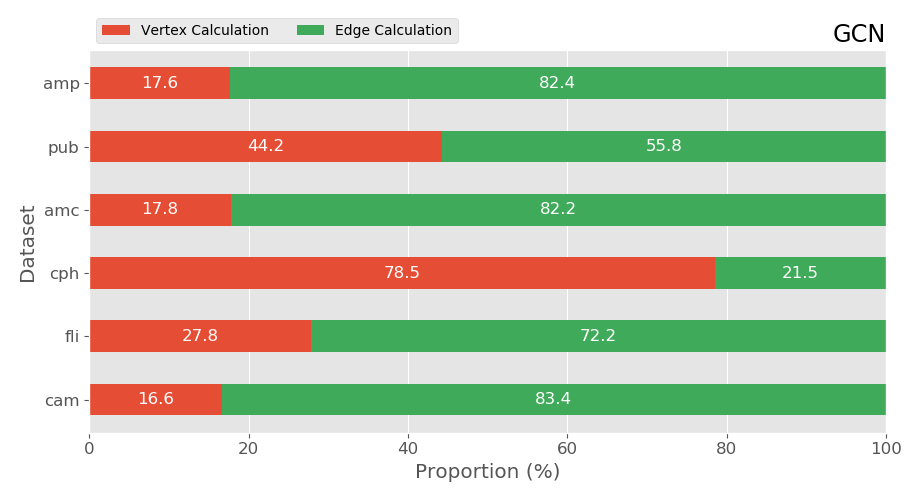 Vertex Calculation Edge Calculation GCN
amp 17.6 82.4
pub 44.2 55.8
amc 17.8 82.2
cph 78.5 21.5
fli 27.8 72.2
cam 16.6 83.4
Dataset
0 20 40 60 80 100
Proportion (%)